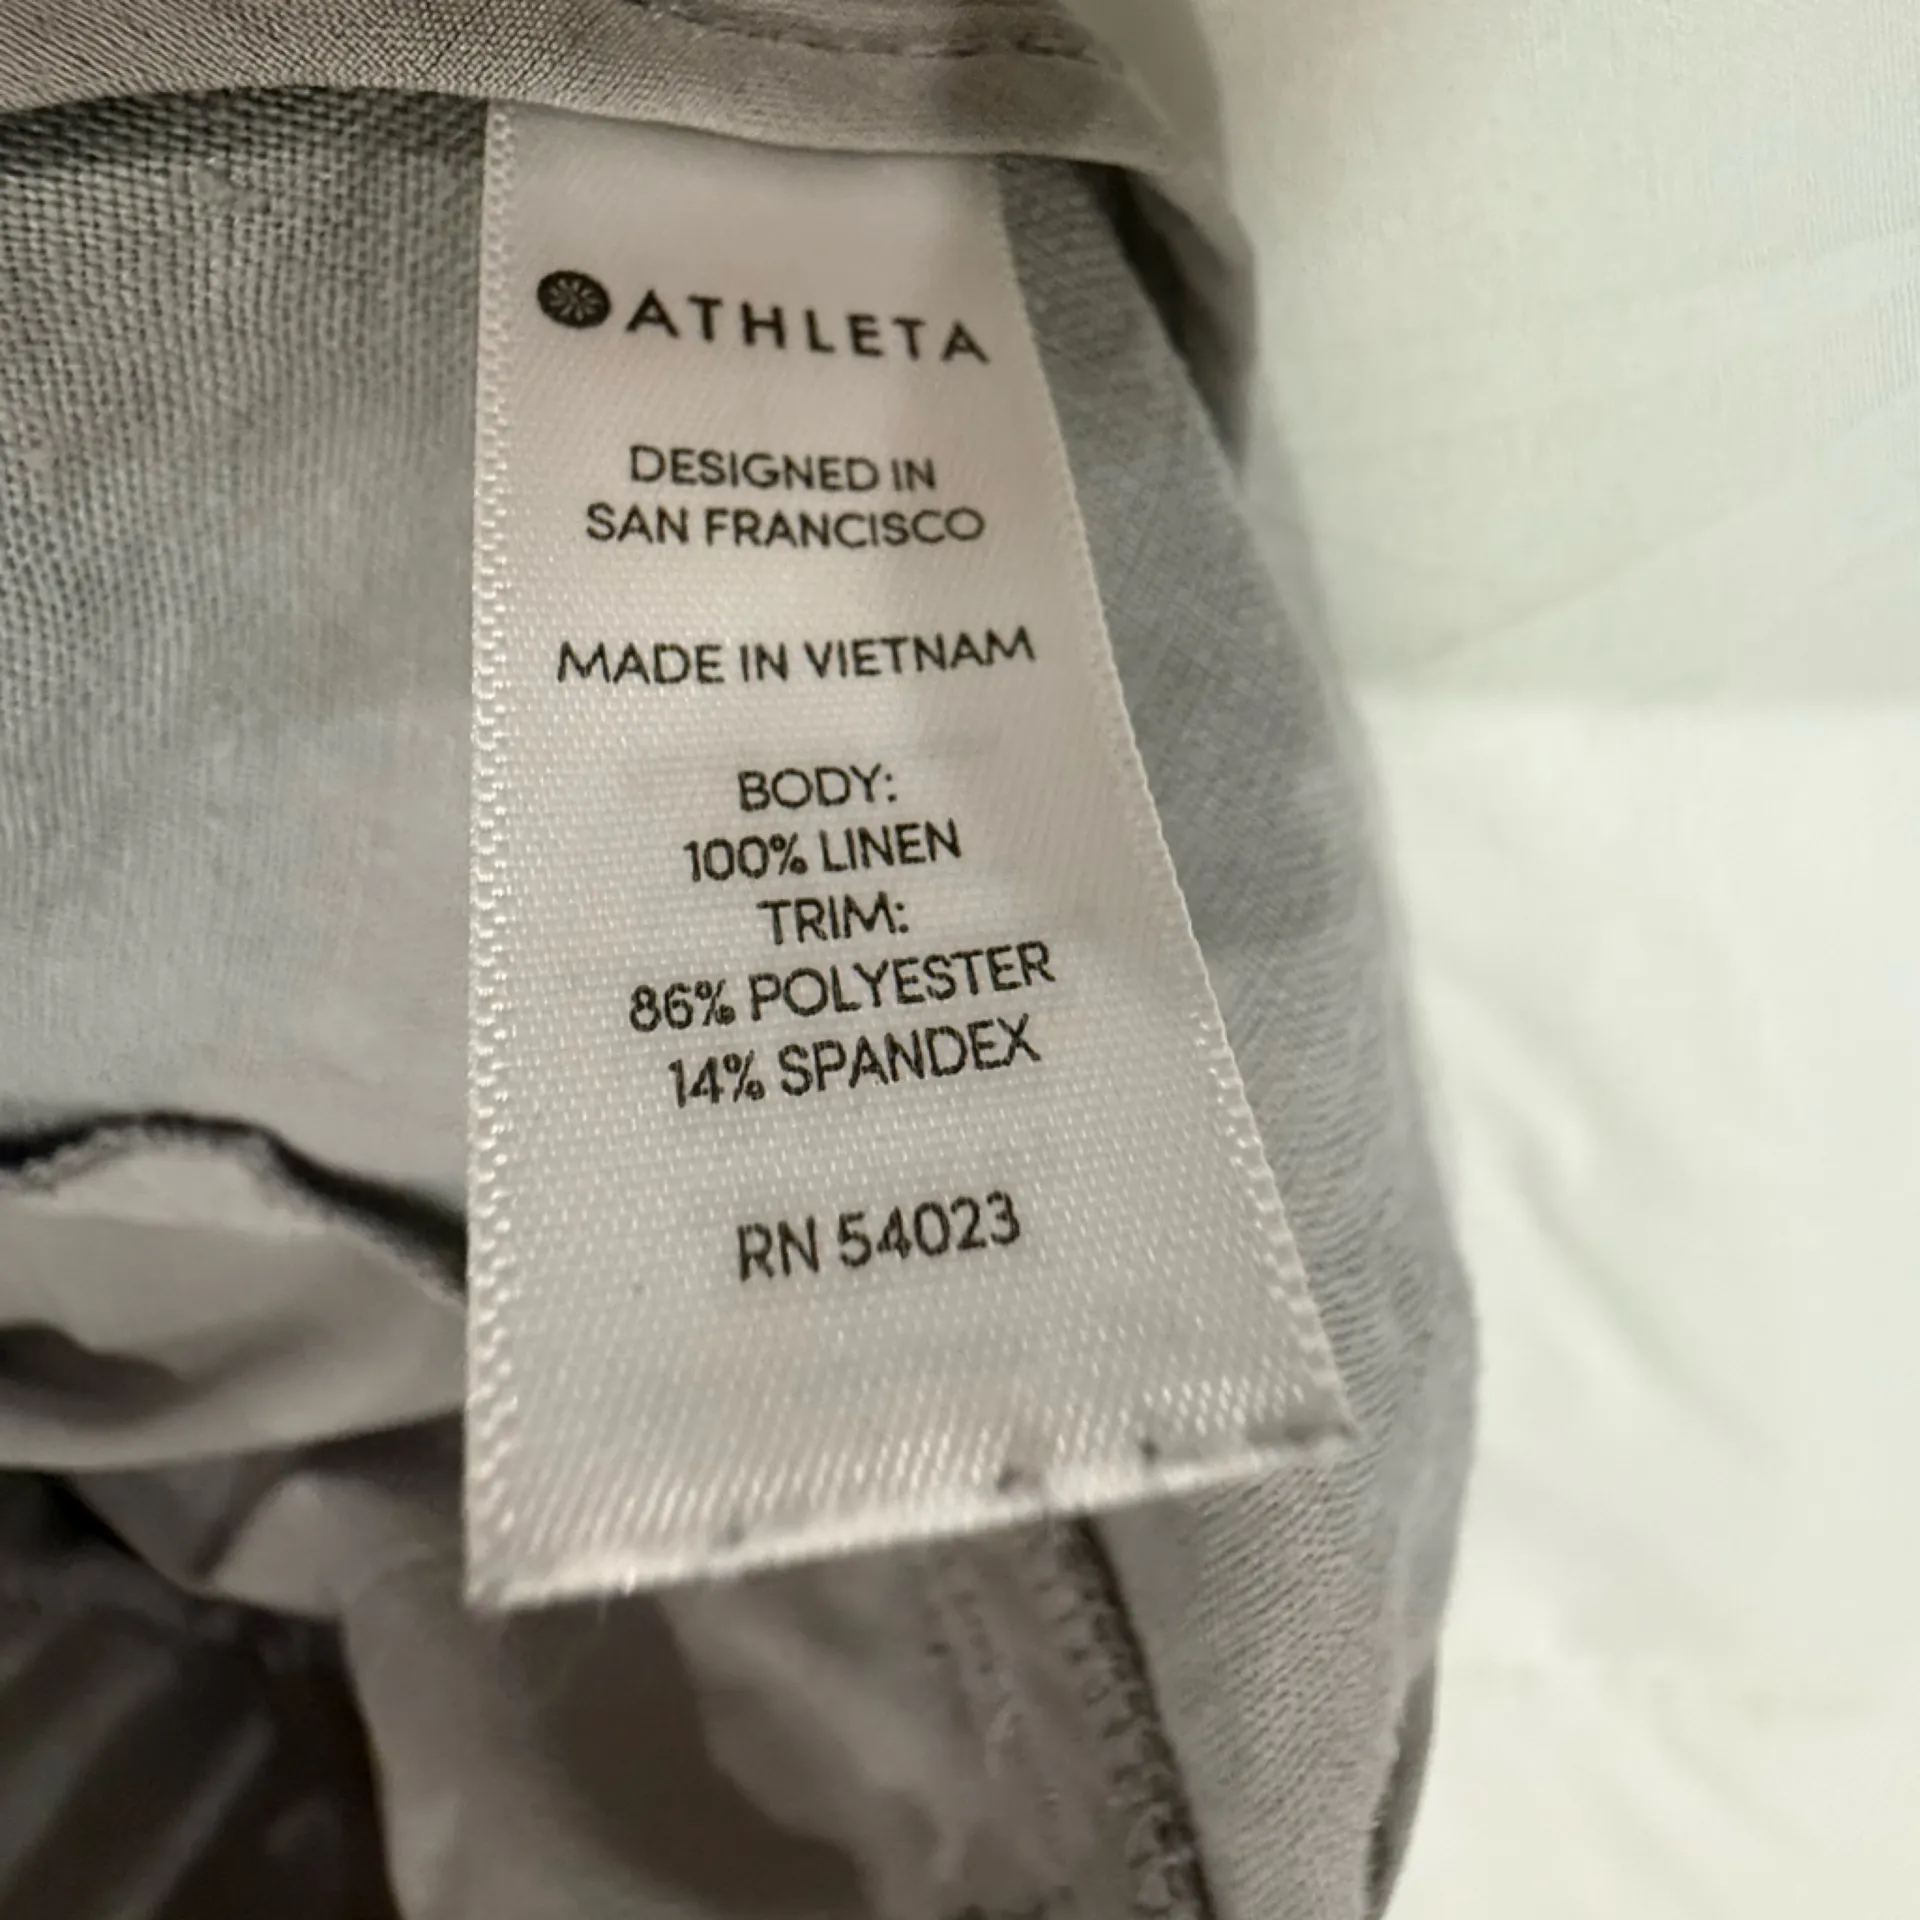 ATHLETA
DESIGNED IN
SAN FRANCISCO
MADE IN VIETNAM
BODY:
100% LINEN
TRIM:
86% POLYESTER
14% SPANDEX
RN 54023